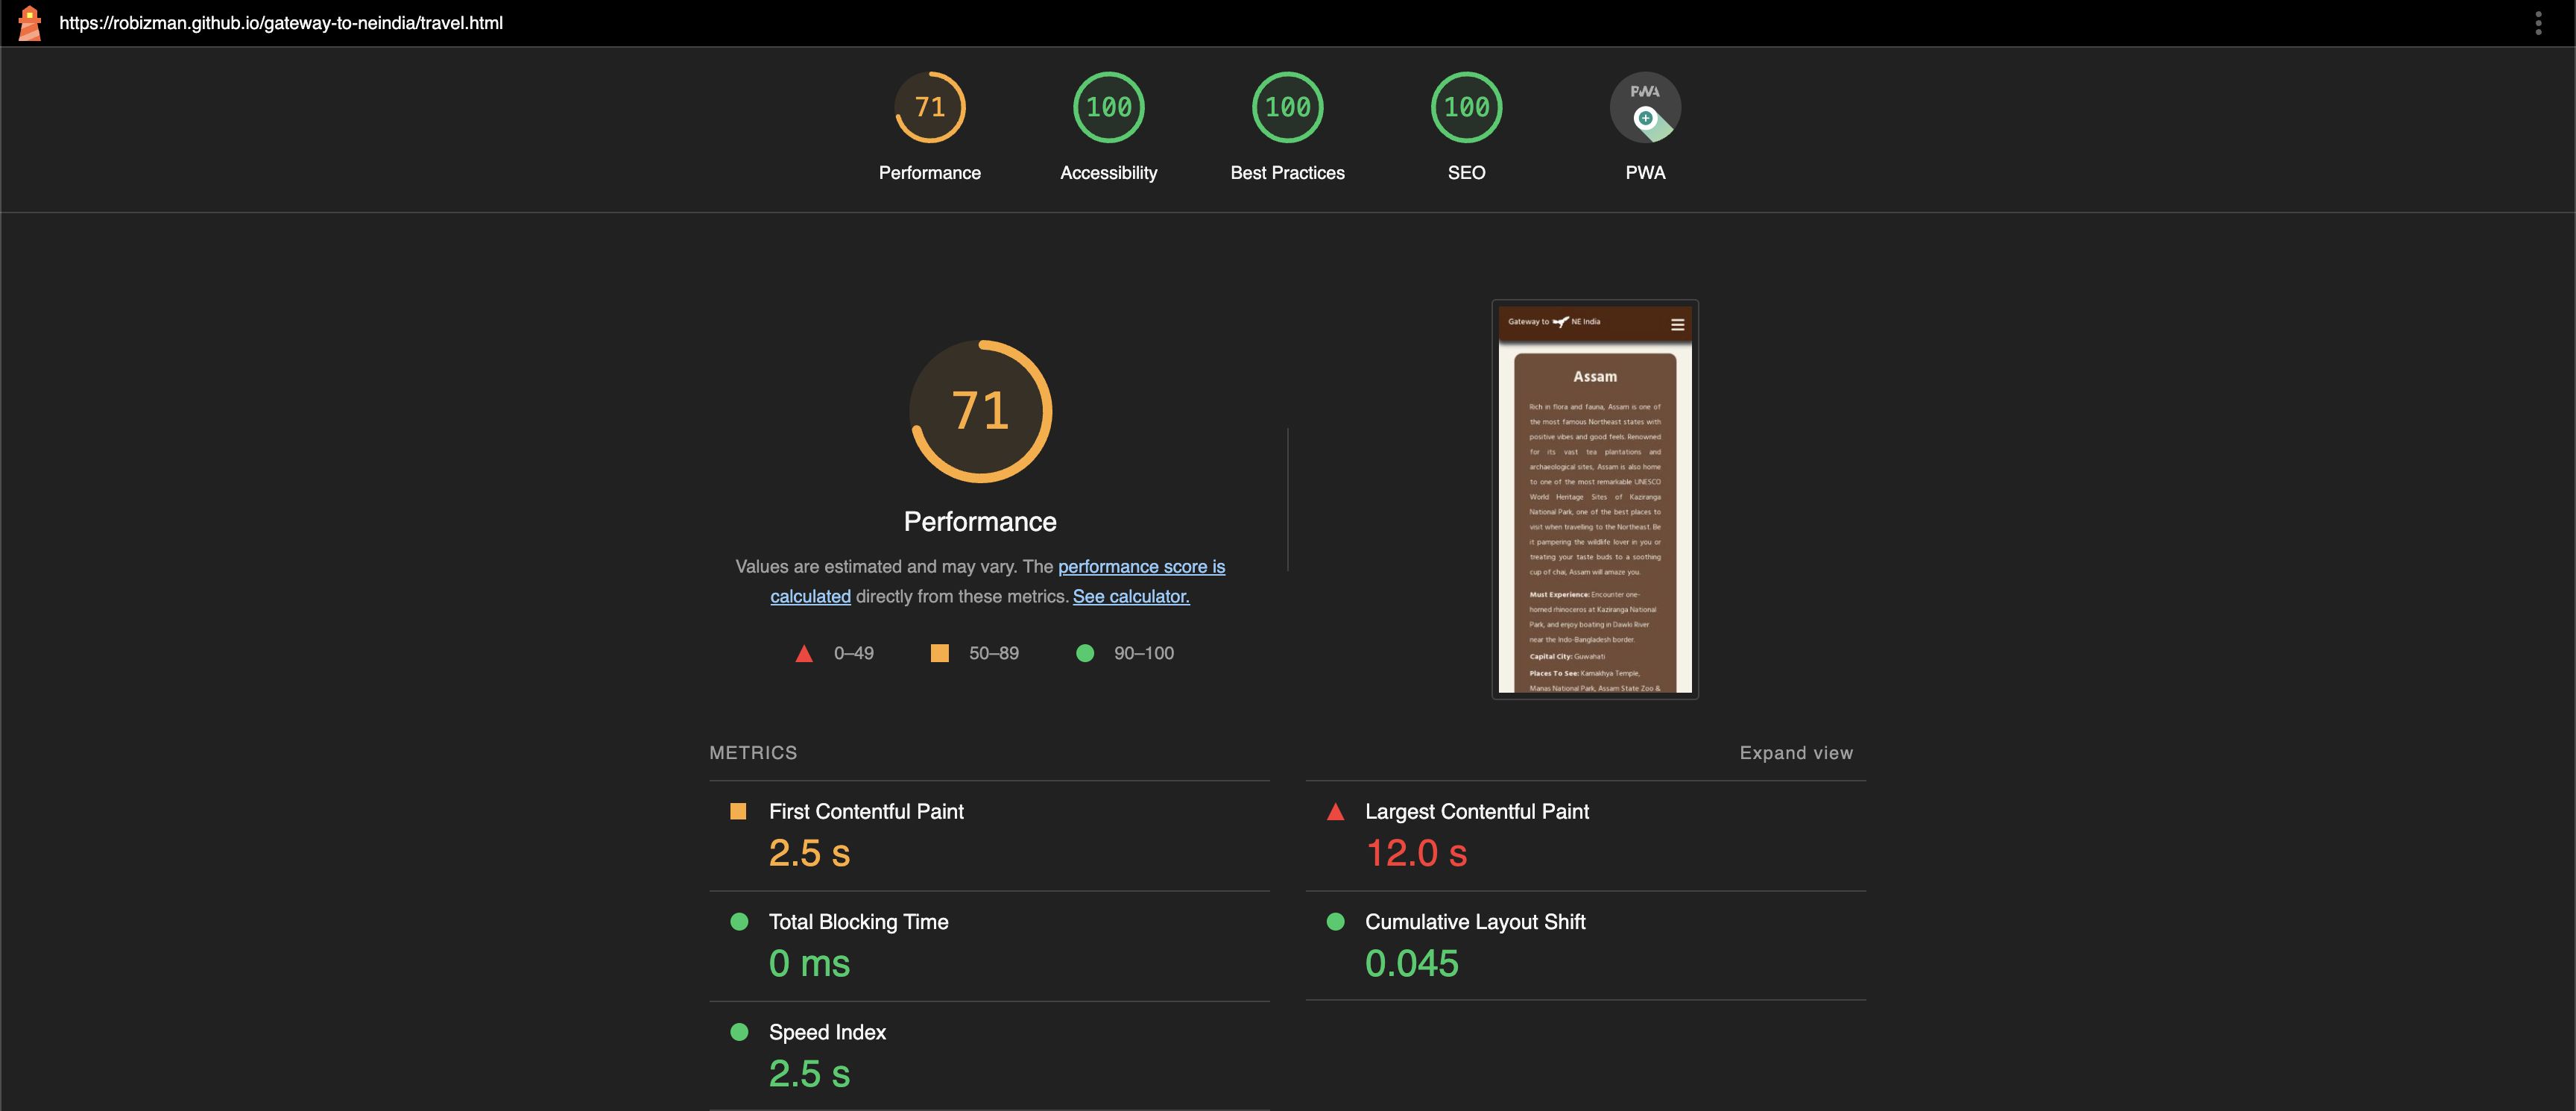 https://robizman.github.io/gateway-to-neindia/travel.html
71
100
100
100
PWA
Performance
Accessibility
Best Practices
SEO
PWA
71
Performance
Values are estimated and may vary. The performance score is
calculated directly from these metrics. See calculator.
0–49
50–89
90–100
Gateway to NE India
Assam
Rich in flora and fauna, Assam is one of
the most famous Northeast states with
positive vibes and good feels. Renowned
for its vast tea plantations and
archaeological sites, Assam is also home
to one of the most remarkable UNESCO
World Heritage Sites of Kaziranga
National Park, one of the best places to
visit when travelling to the Northeast. Be
it pampering the wildlife lover in you or
treating your taste buds to a soothing
cup of chai, Assam will amaze you.
Must Experience: Encounter one-
horned rhinoceros at Kaziranga National
Park, and enjoy boating in Dawki River
near the Indo-Bangladesh border.
Capital City: Guwahati
Places To See: Kamakhya Temple,
Manas National Park, Assam State Zoo &
METRICS
Expand view
First Contentful Paint
2.5 s
Largest Contentful Paint
12.0 s
Total Blocking Time
0 ms
Cumulative Layout Shift
0.045
Speed Index
2.5 s